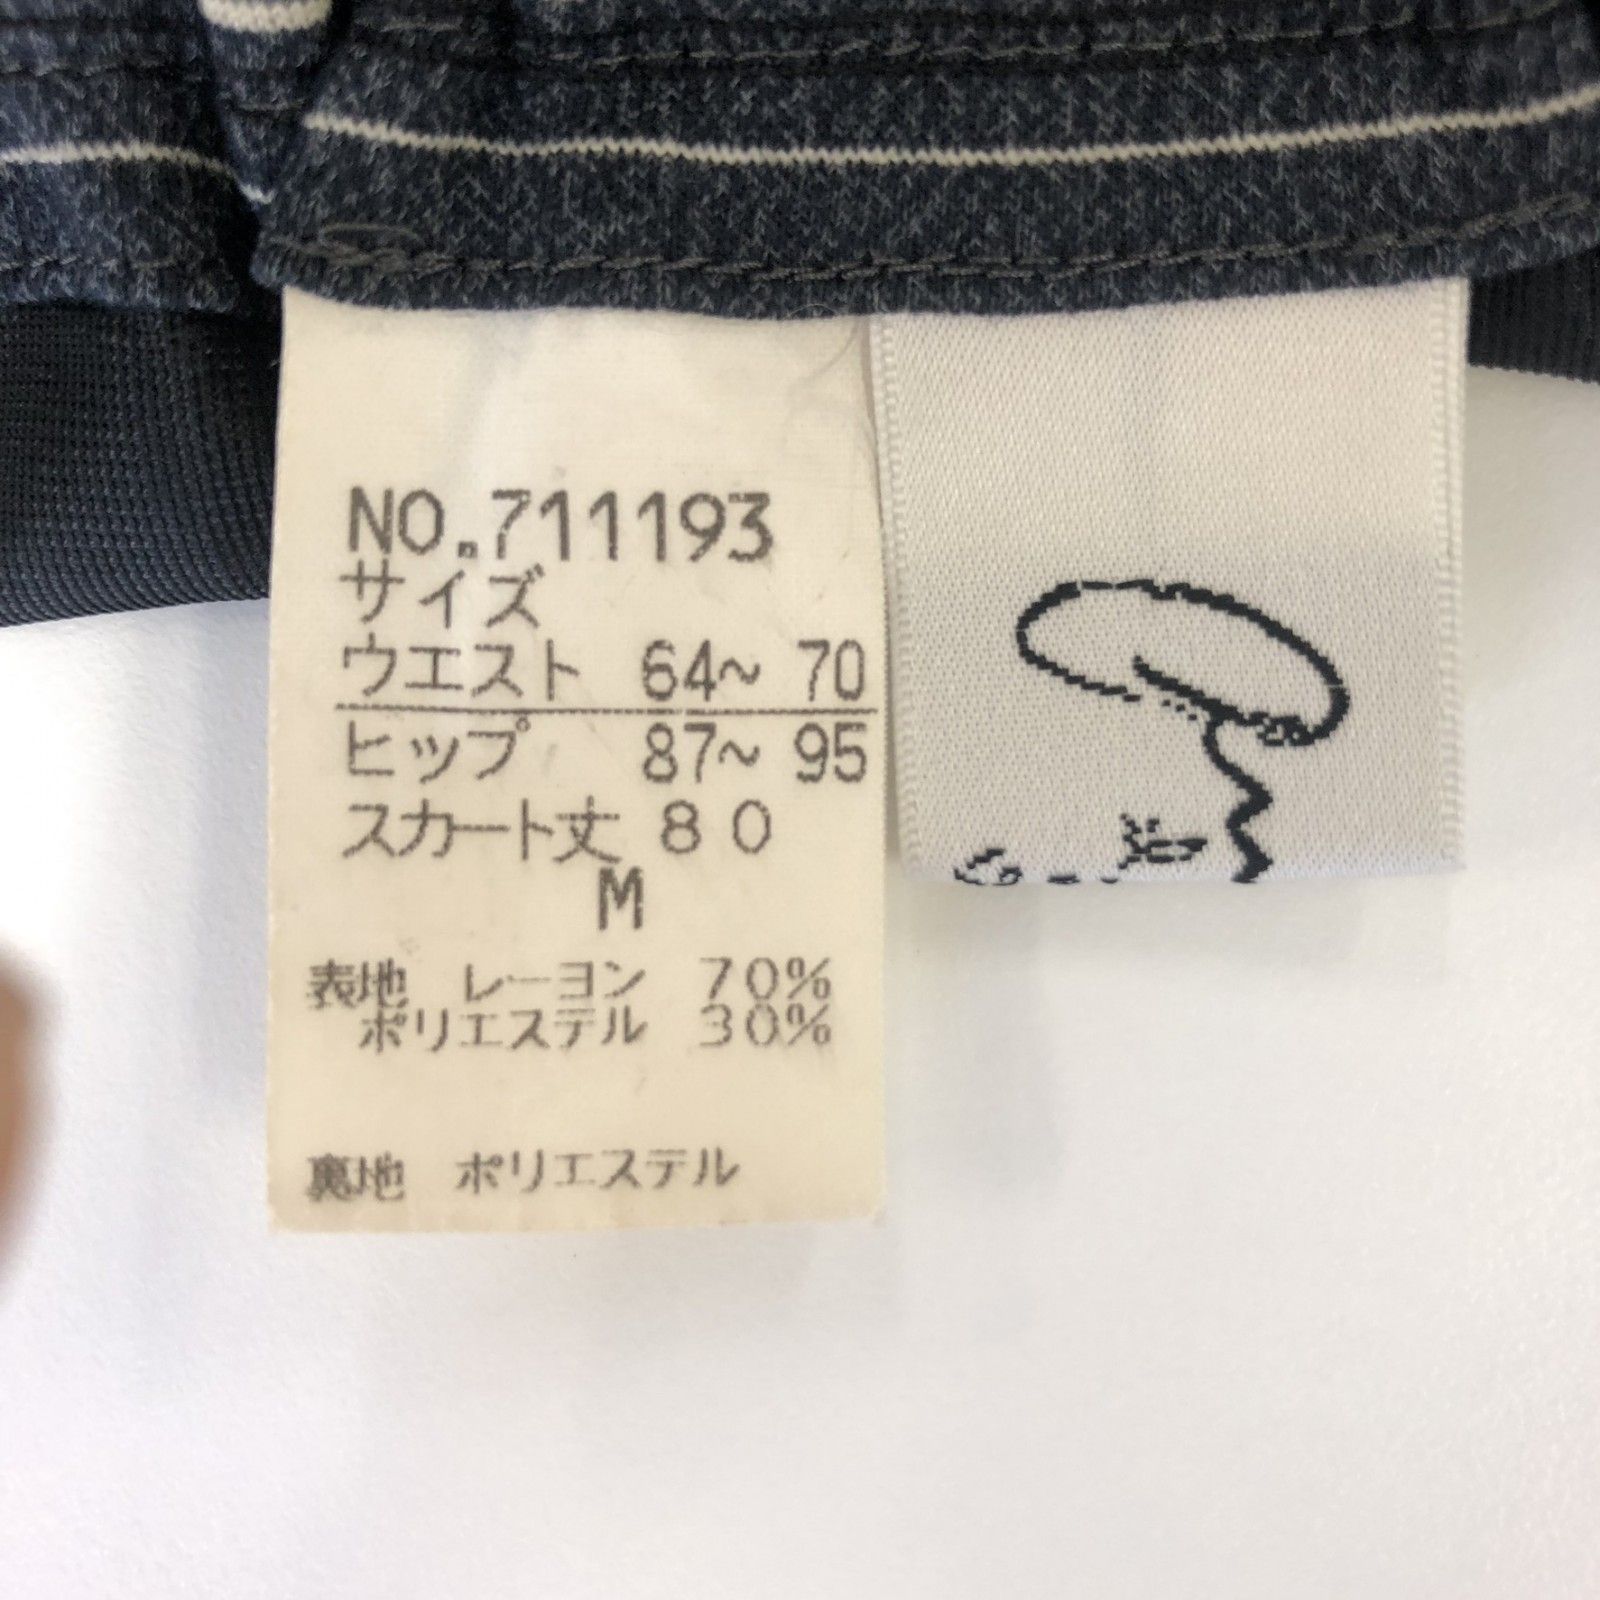 NO.711193
サイズ
ウエスト 64~ 70
ヒップ 87~ 95
スカート丈 80
M
表地 レーヨン 70%
ポリエステル 30%
裏地 ポリエステル